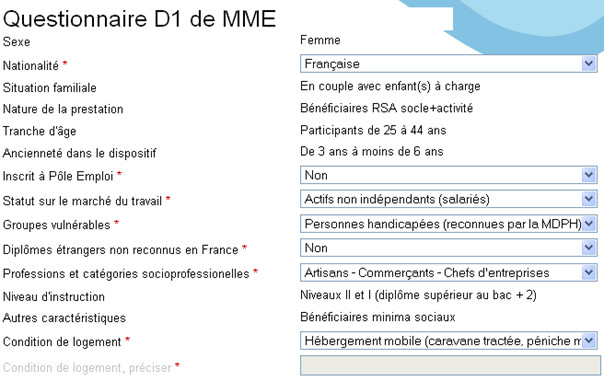 Questionnaire D1 de MME
Sexe Femme
Nationalité * Française
Situation familiale En couple avec enfant(s) à charge
Nature de la prestation Bénéficiaires RSA socle+activité
Tranche d'âge Participants de 25 à 44 ans
Ancienneté dans le dispositif De 3 ans à moins de 6 ans
Inscrit à Pôle Emploi * Non
Statut sur le marché du travail * Actifs non indépendants (salariés)
Groupes vulnérables * Personnes handicapées (reconnues par la MDPH)
Diplômes étrangers non reconnus en France * Non
Professions et catégories socioprofessionelles * Artisans - Commerçants - Chefs d'entreprises
Niveau d'instruction Niveaux II et I (diplôme supérieur au bac + 2)
Autres caractéristiques Bénéficiaires minima sociaux
Condition de logement * Hébergement mobile (caravane tractée, péniche m
Condition de logement, préciser *